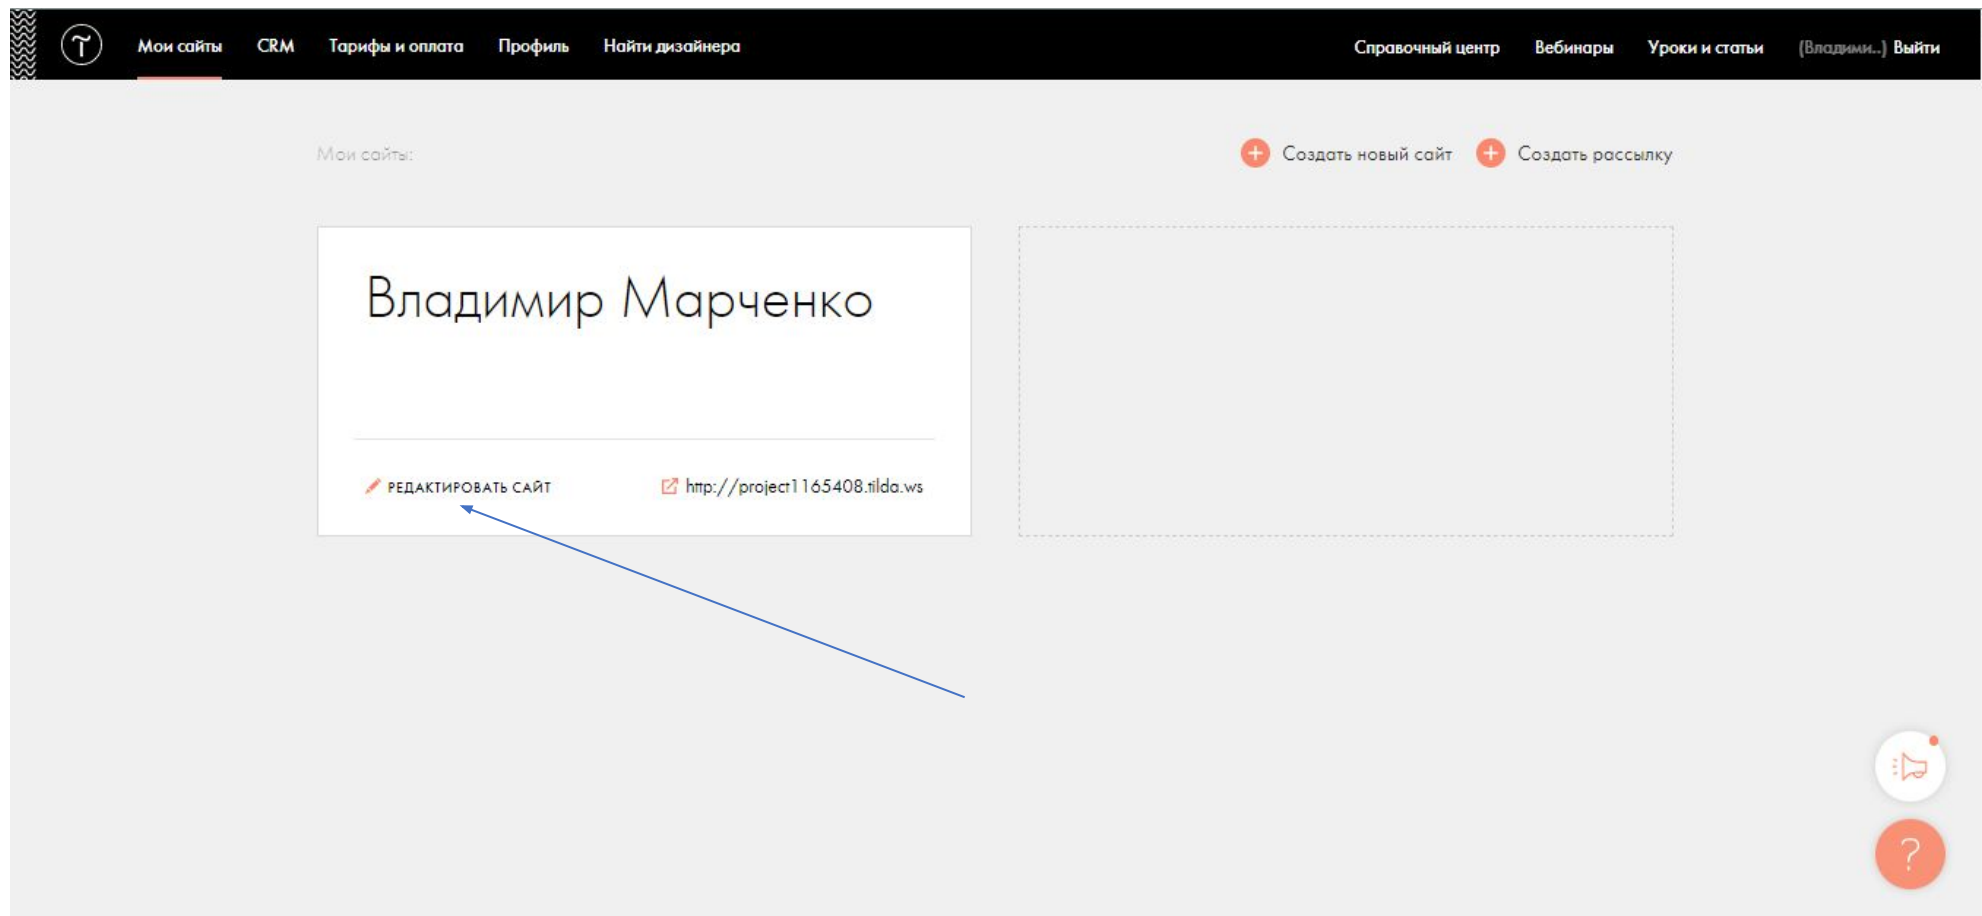 Мои сайты CRM Тарифы и оплата Профиль Найти дизайнера Справочный центр Вебинары Уроки и статьи (Владими..) Выйти
Мои сайты: Создать новый сайт Создать рассылку
Владимир Марченко
РЕДАКТИРОВАТЬ САЙТ http://project1165408.tilda.ws
?